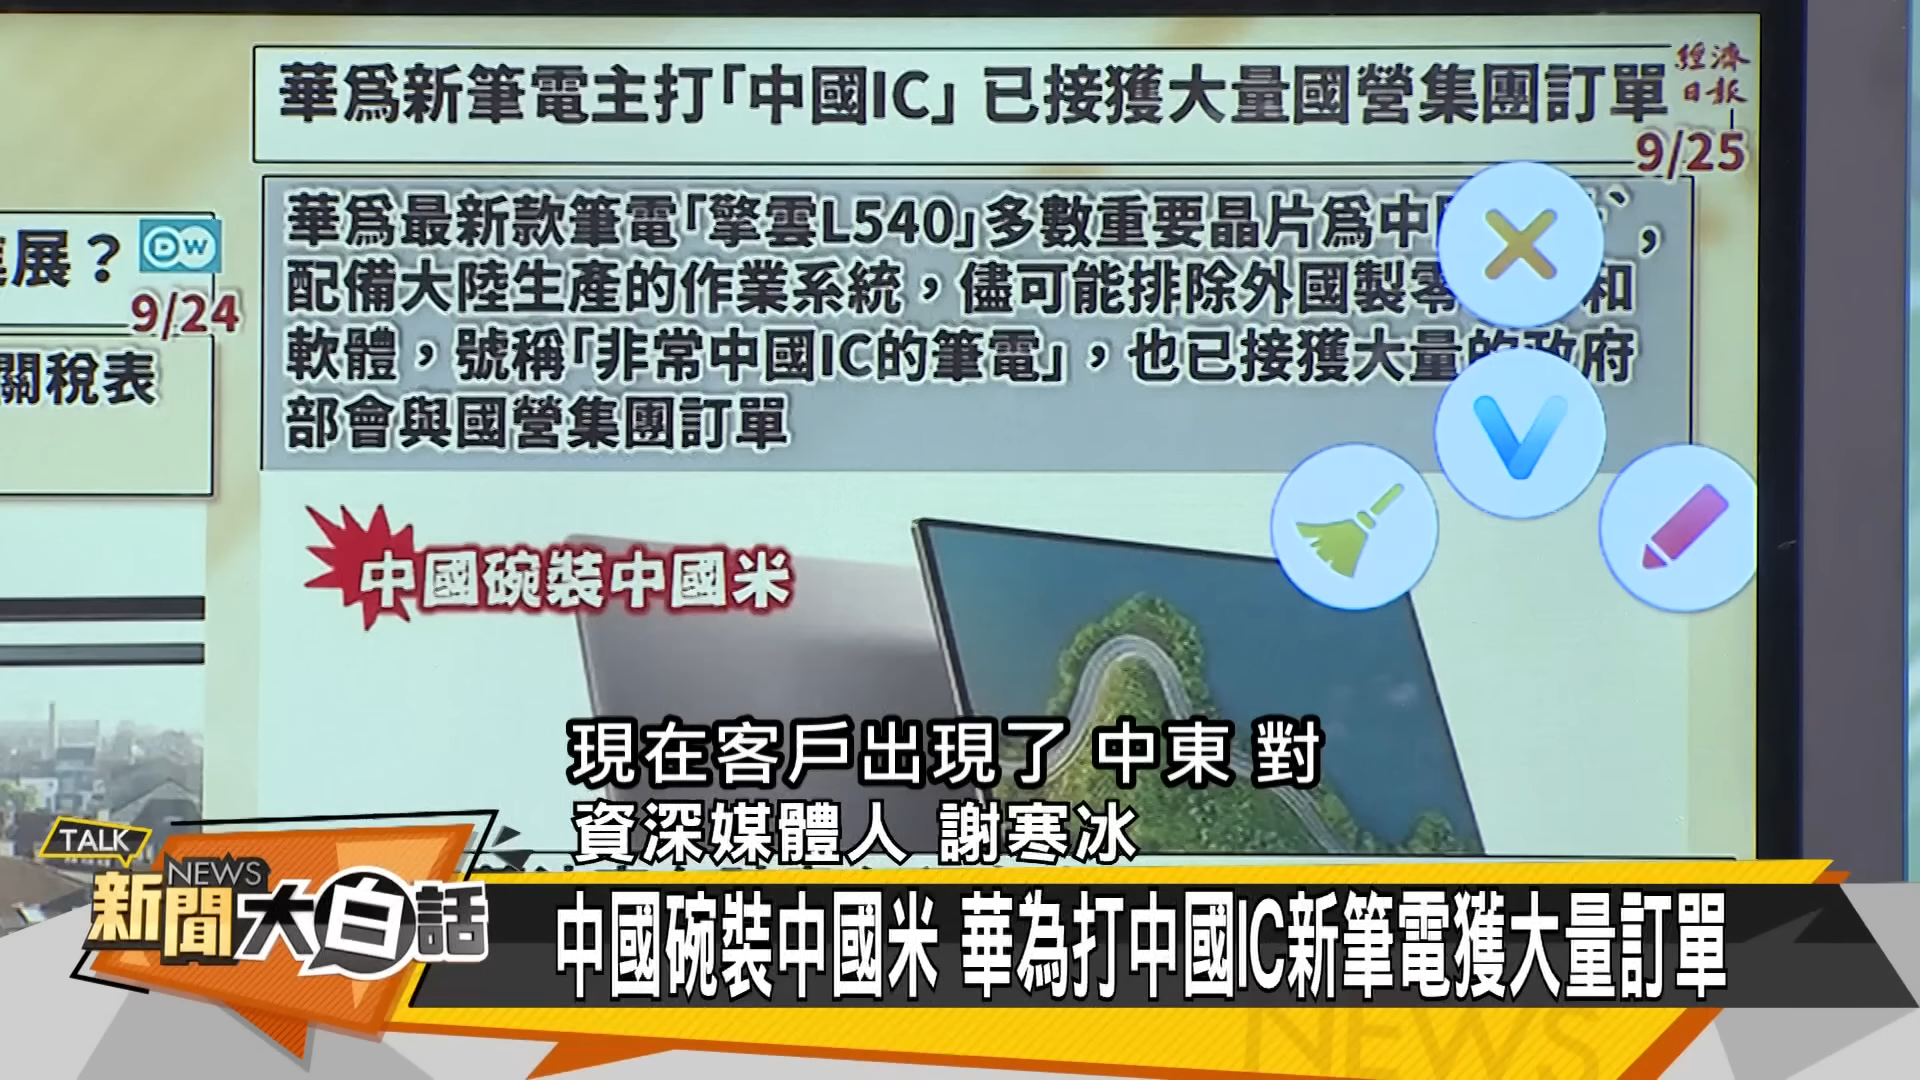 華爲新筆電主打「中國IC」 已接獲大量國營集團訂單
經濟日報
9/25
華爲最新款筆電「擎雲L540」多數重要晶片爲中
配備大陸生產的作業系統，儘可能排除外國製零 和
軟體，號稱「非常中國IC的筆電」，也已接獲大量的政府
部會與國營集團訂單
展？
DW
9/24
關稅表
中國碗裝中國米
現在客戶出現了 中東 對
資深媒體人 謝寒冰
TALK
NEWS
新聞大白話
中國碗裝中國米 華為打中國IC新筆電獲大量訂單
NEWS